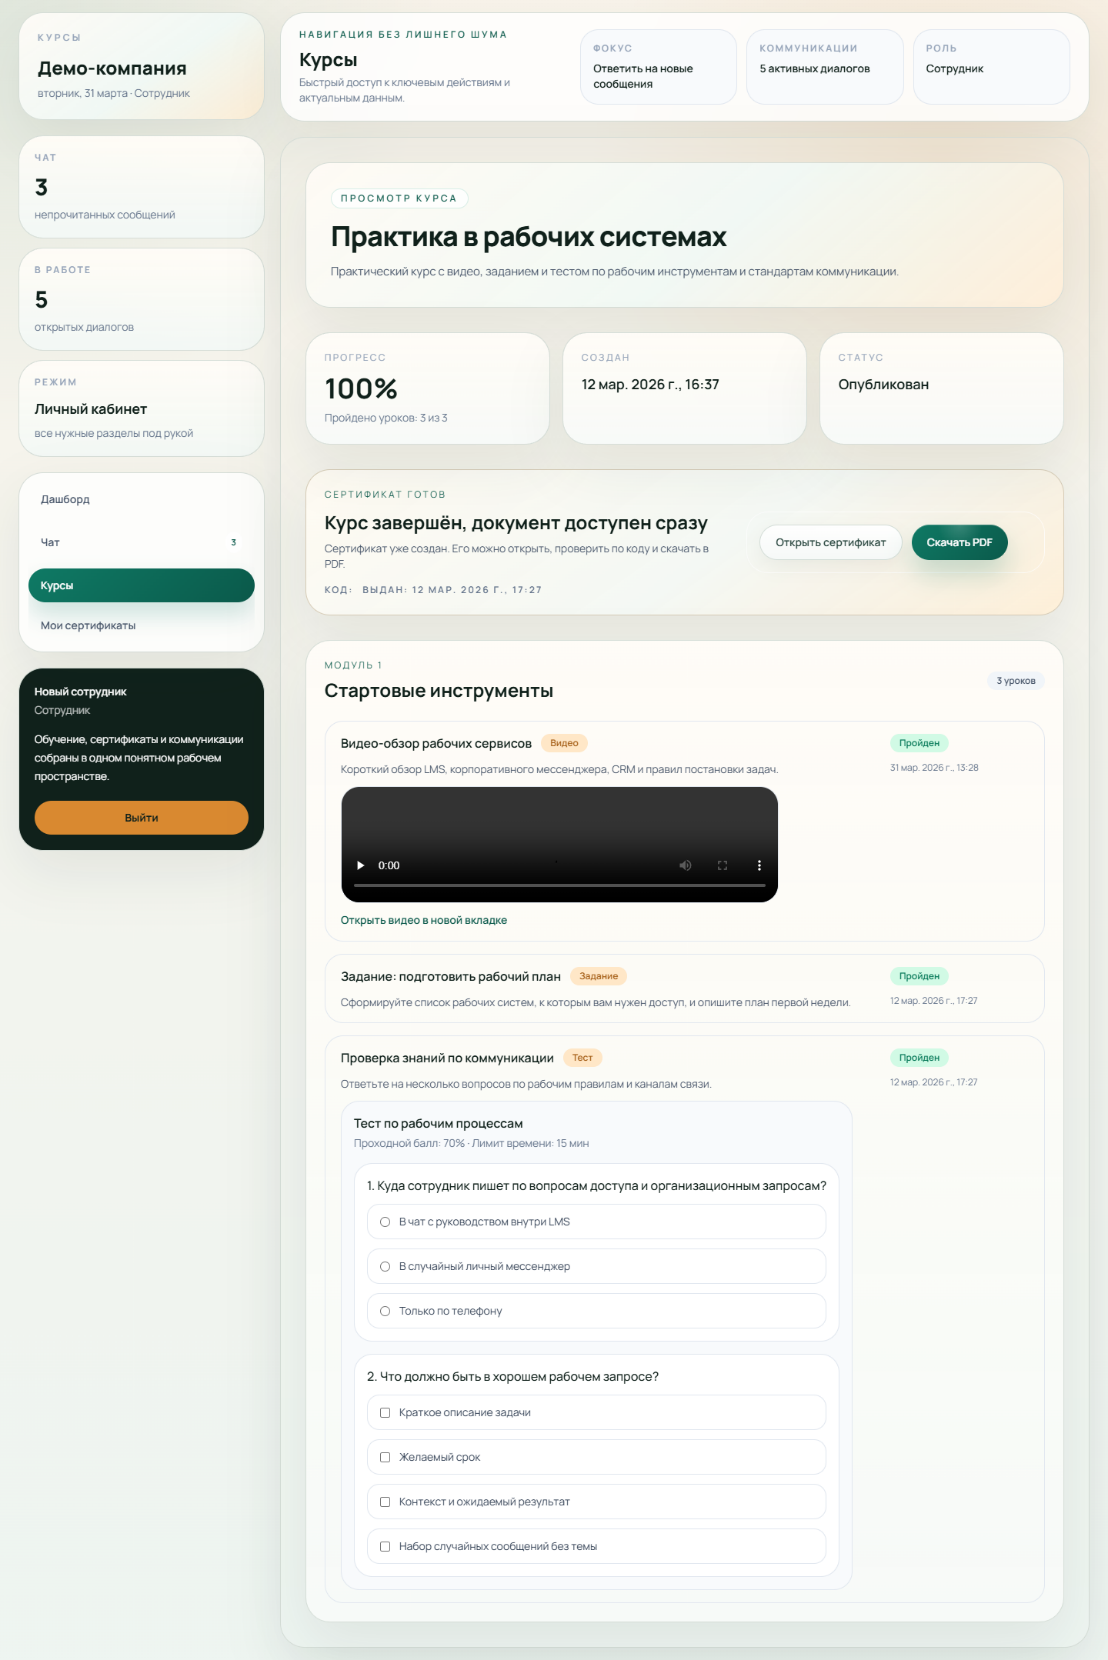 КУРСЫ
Демо-компания
вторник, 31 марта · Сотрудник
ЧАТ
3
непрочитанных сообщений
В РАБОТЕ
5
открытых диалогов
РЕЖИМ
Личный кабинет
все нужные разделы под рукой
Дашборд
Чат 3
Курсы
Мои сертификаты
Новый сотрудник
Сотрудник
Обучение, сертификаты и коммуникации
собраны в одном понятном рабочем
пространстве.
Выйти
НАВИГАЦИЯ БЕЗ ЛИШНЕГО ШУМА
Курсы
Быстрый доступ к ключевым действиям и
актуальным данным.
ФОКУС
Ответить на новые
сообщения
КОММУНИКАЦИИ
5 активных диалогов
РОЛЬ
Сотрудник
ПРОСМОТР КУРСА
Практика в рабочих системах
Практический курс с видео, заданием и тестом по рабочим инструментам и стандартам коммуникации.
ПРОГРЕСС
100%
Пройдено уроков: 3 из 3
СОЗДАН
12 мар. 2026 г., 16:37
СТАТУС
Опубликован
СЕРТИФИКАТ ГОТОВ
Курс завершён, документ доступен сразу
Сертификат уже создан. Его можно открыть, проверить по коду и скачать в
PDF.
КОД: ВЫДАН: 12 МАР. 2026 Г., 17:27
Открыть сертификат
Скачать PDF
МОДУЛЬ 1
Стартовые инструменты
3 уроков
Видео-обзор рабочих сервисов Видео
Короткий обзор LMS, корпоративного мессенджера, CRM и правил постановки задач.
Пройден
31 мар. 2026 г., 13:28
0:00
Открыть видео в новой вкладке
Задание: подготовить рабочий план Задание
Сформируйте список рабочих систем, к которым вам нужен доступ, и опишите план первой недели.
Пройден
12 мар. 2026 г., 17:27
Проверка знаний по коммуникации Тест
Ответьте на несколько вопросов по рабочим правилам и каналам связи.
Пройден
12 мар. 2026 г., 17:27
Тест по рабочим процессам
Проходной балл: 70% · Лимит времени: 15 мин
1. Куда сотрудник пишет по вопросам доступа и организационным запросам?
В чат с руководством внутри LMS
В случайный личный мессенджер
Только по телефону
2. Что должно быть в хорошем рабочем запросе?
Краткое описание задачи
Желаемый срок
Контекст и ожидаемый результат
Набор случайных сообщений без темы